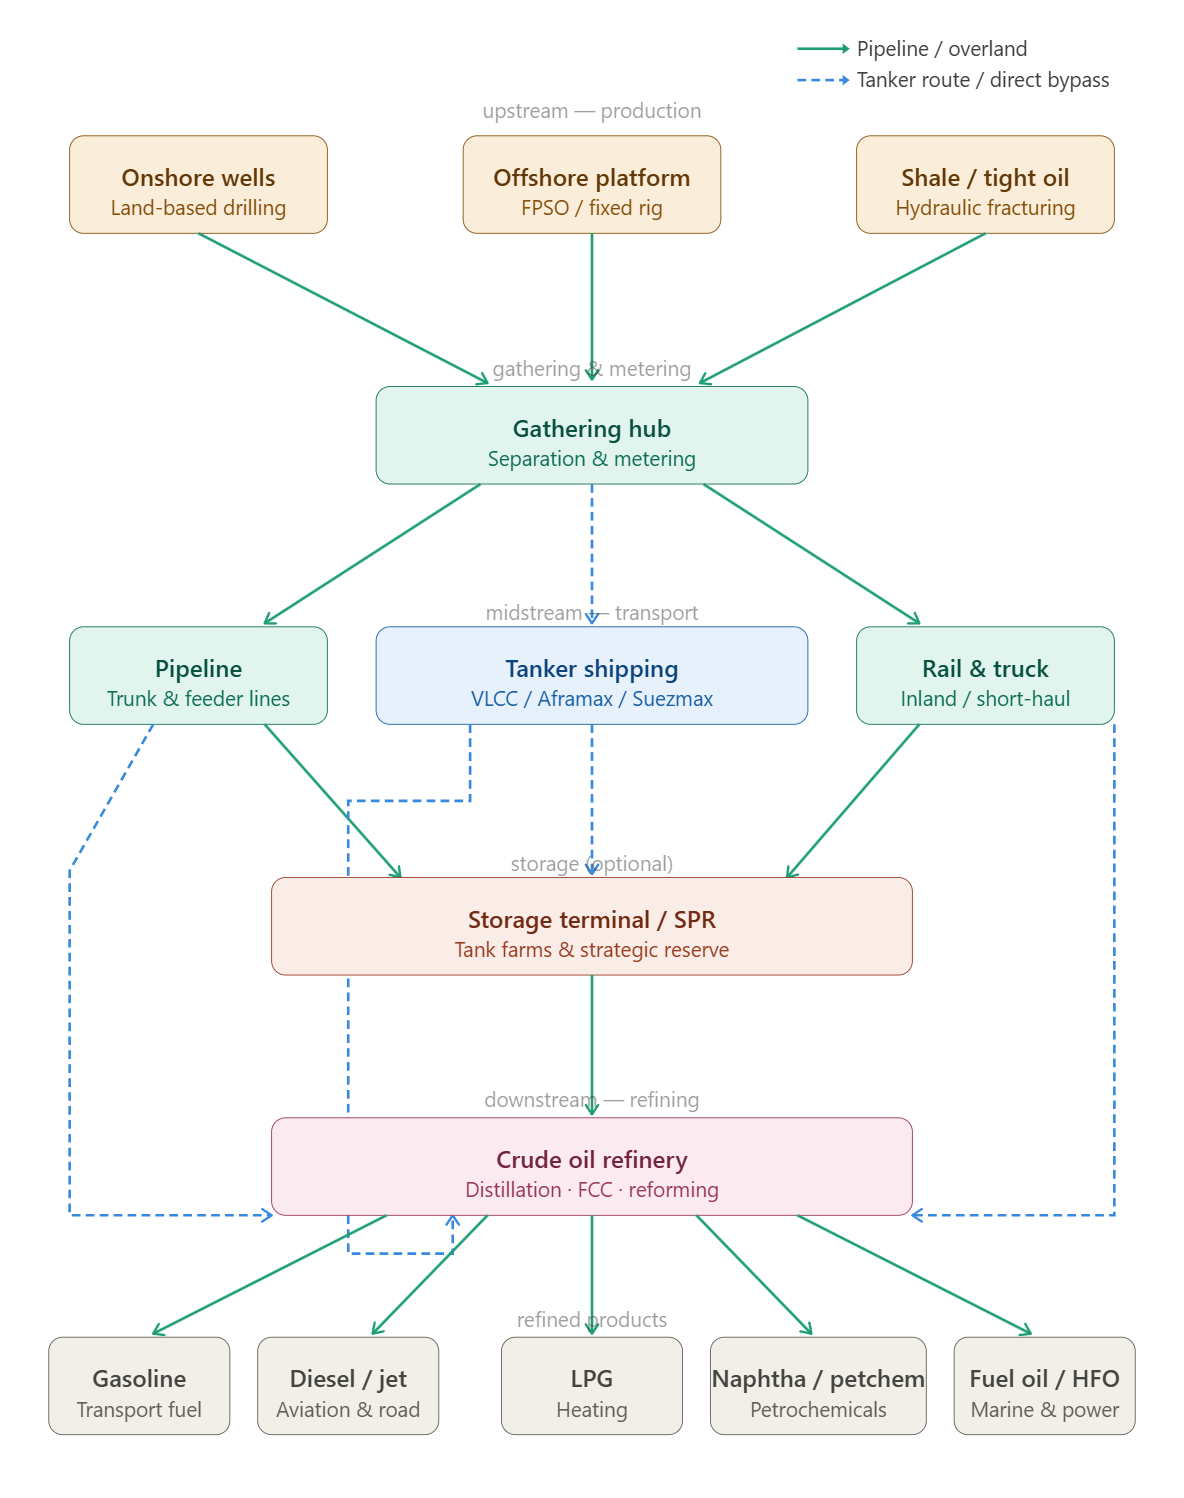 Pipeline / overland
Tanker route / direct bypass
upstream — production
Onshore wells
Land-based drilling
Offshore platform
FPSO / fixed rig
Shale / tight oil
Hydraulic fracturing
gathering & metering
Gathering hub
Separation & metering
midstream — transport
Pipeline
Trunk & feeder lines
Tanker shipping
VLCC / Aframax / Suezmax
Rail & truck
Inland / short-haul
storage (optional)
Storage terminal / SPR
Tank farms & strategic reserve
downstream — refining
Crude oil refinery
Distillation · FCC · reforming
refined products
Gasoline
Transport fuel
Diesel / jet
Aviation & road
LPG
Heating
Naphtha / petchem
Petrochemicals
Fuel oil / HFO
Marine & power